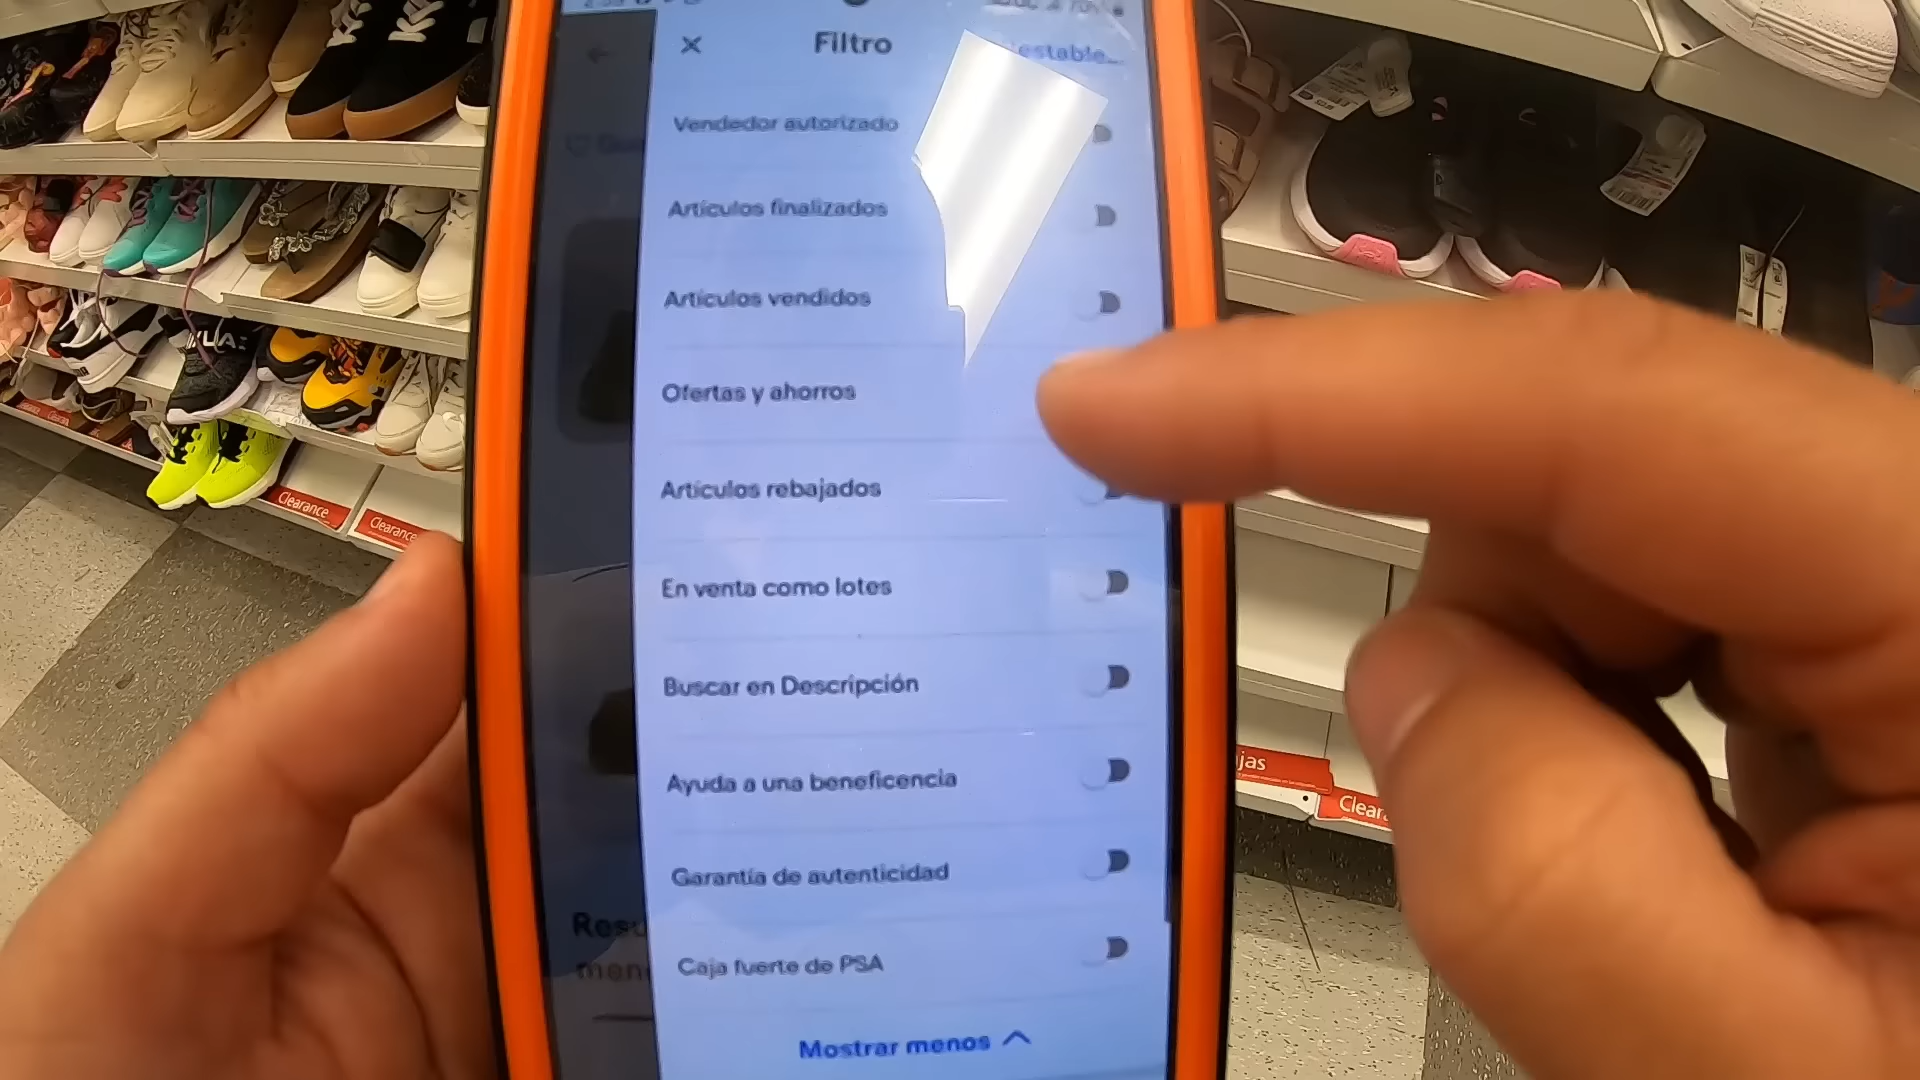 Filtro
Vendedor autorizado
Artículos finalizados
Artículos vendidos
Ofertas y ahorros
Artículos rebajados
En venta como lotes
Buscar en Descripción
Ayuda a una beneficencia
Garantía de autenticidad
Caja fuerte de PSA
Mostrar menos
Clearance
Clearance